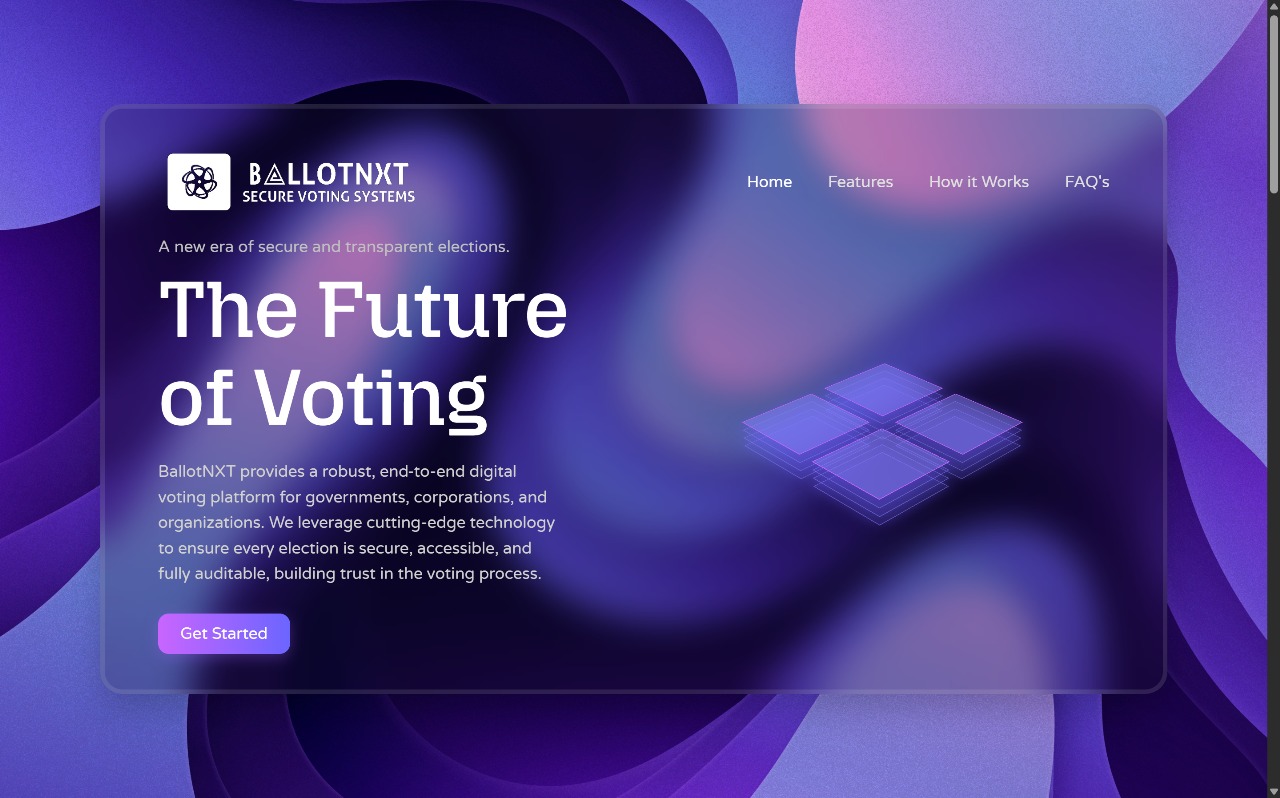 BALLOTNXT
SECURE VOTING SYSTEMS
Home
Features
How it Works
FAQ's
A new era of secure and transparent elections.
The Future
of Voting
BallotNXT provides a robust, end-to-end digital
voting platform for governments, corporations, and
organizations. We leverage cutting-edge technology
to ensure every election is secure, accessible, and
fully auditable, building trust in the voting process.
Get Started